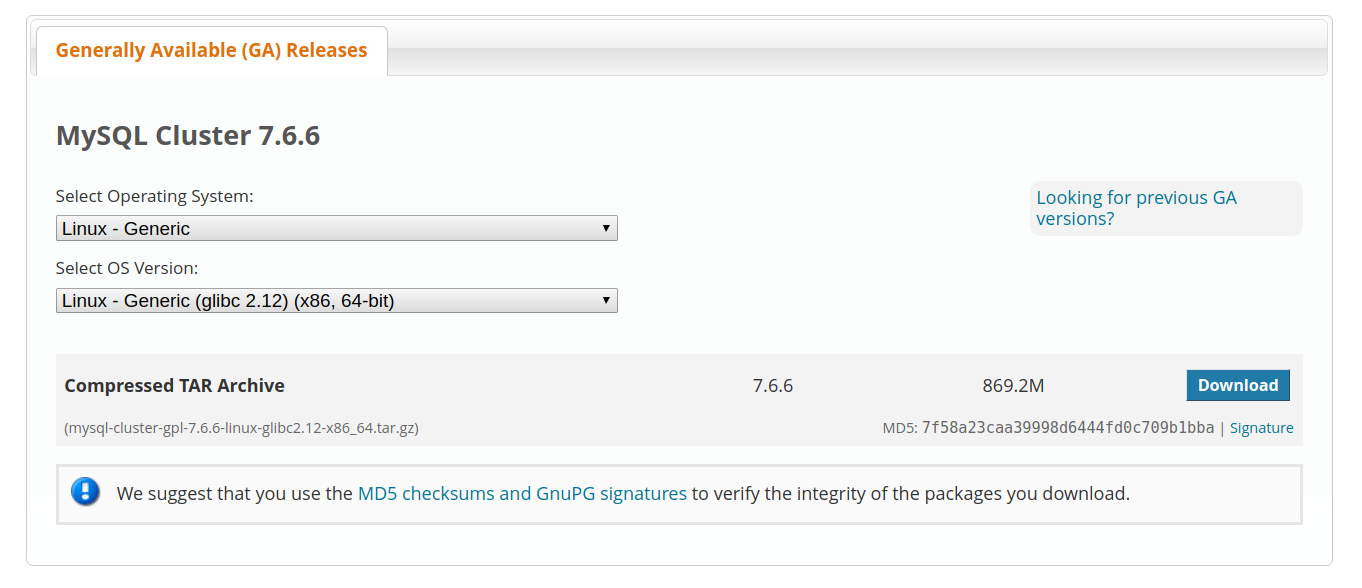 Generally Available (GA) Releases
MySQL Cluster 7.6.6
Select Operating System:
Looking for previous GA
versions?
Linux - Generic
Select OS Version:
Linux - Generic (glibc 2.12) (x86, 64-bit)
Compressed TAR Archive 7.6.6 869.2M Download
(mysql-cluster-gpl-7.6.6-linux-glibc2.12-x86_64.tar.gz) MD5: 7f58a23caa39998d6444fd0c709b1bba | Signature
We suggest that you use the MD5 checksums and GnuPG signatures to verify the integrity of the packages you download.